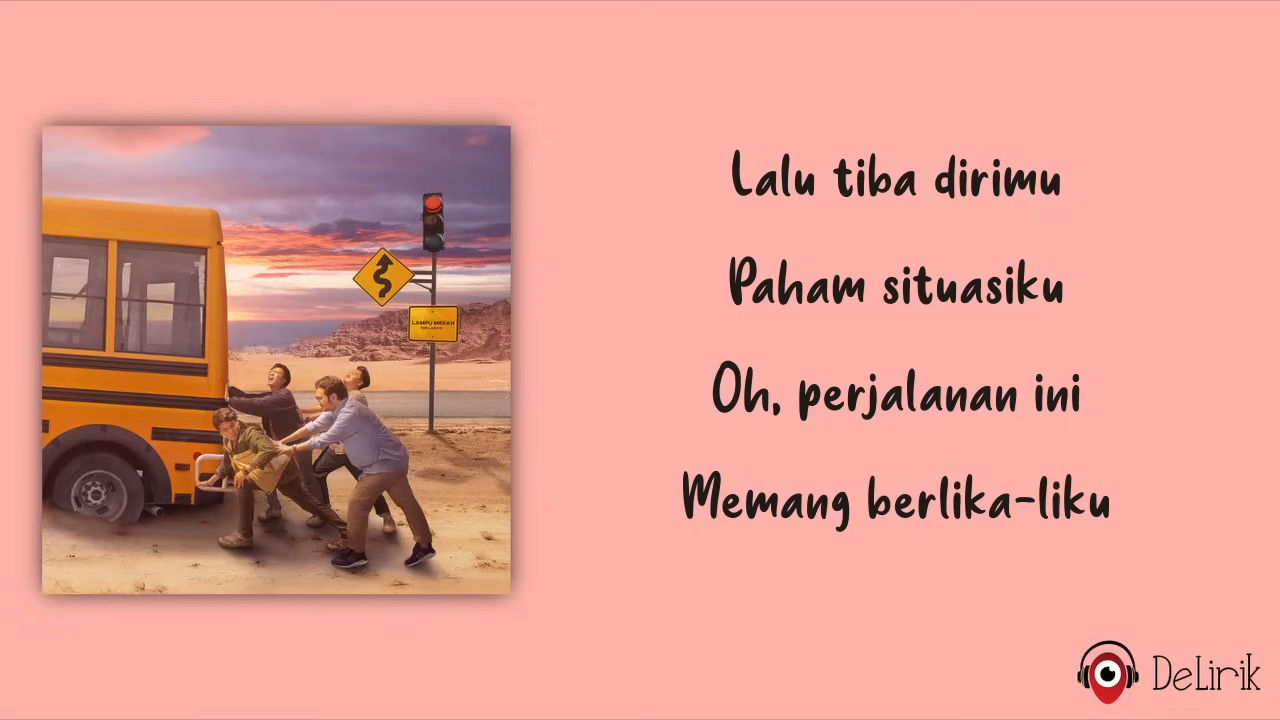 LAMPU MERAH
Lalu tiba dirimu
Paham situasiku
Oh, perjalanan ini
Memang berlika-liku
DeLirik